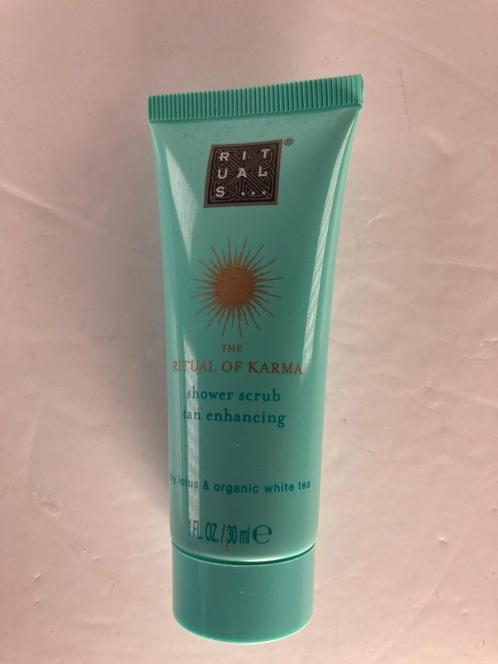 RIT
UAL
S...
®
THE
RITUAL OF KARMA
shower scrub
tan enhancing
lotus & organic white tea
1 FL. OZ. / 30 ml e